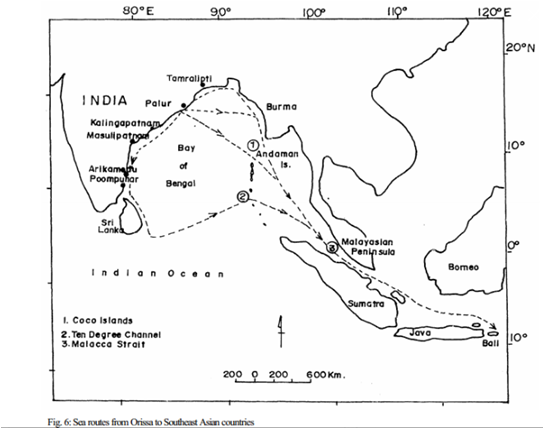 80°E 90° 100° 110° 120°E
20°N
Tamralipti
INDIA
Palur
Burma
Kalingapatnam
Masulipatnam
10°
Bay
of
Bengal
Andaman
Is.
Arikamedu
Poompuhar
Sri
Lanka
1
2
3
Malayasian
Peninsula
0°
Borneo
Indian Ocean
Sumatra
1. Coco Islands
2. Ten Degree Channel
3. Malacca Strait
Java
Bali
10°
200 0 200 600 Km.
Fig. 6: Sea routes from Orissa to Southeast Asian countries